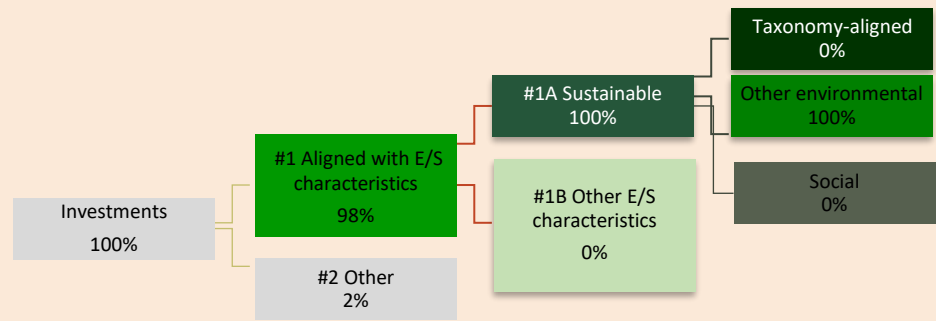 Investments
100%
#1 Aligned with E/S
characteristics
98%
#2 Other
2%
#1A Sustainable
100%
#1B Other E/S
characteristics
0%
Taxonomy-aligned
0%
Other environmental
100%
Social
0%